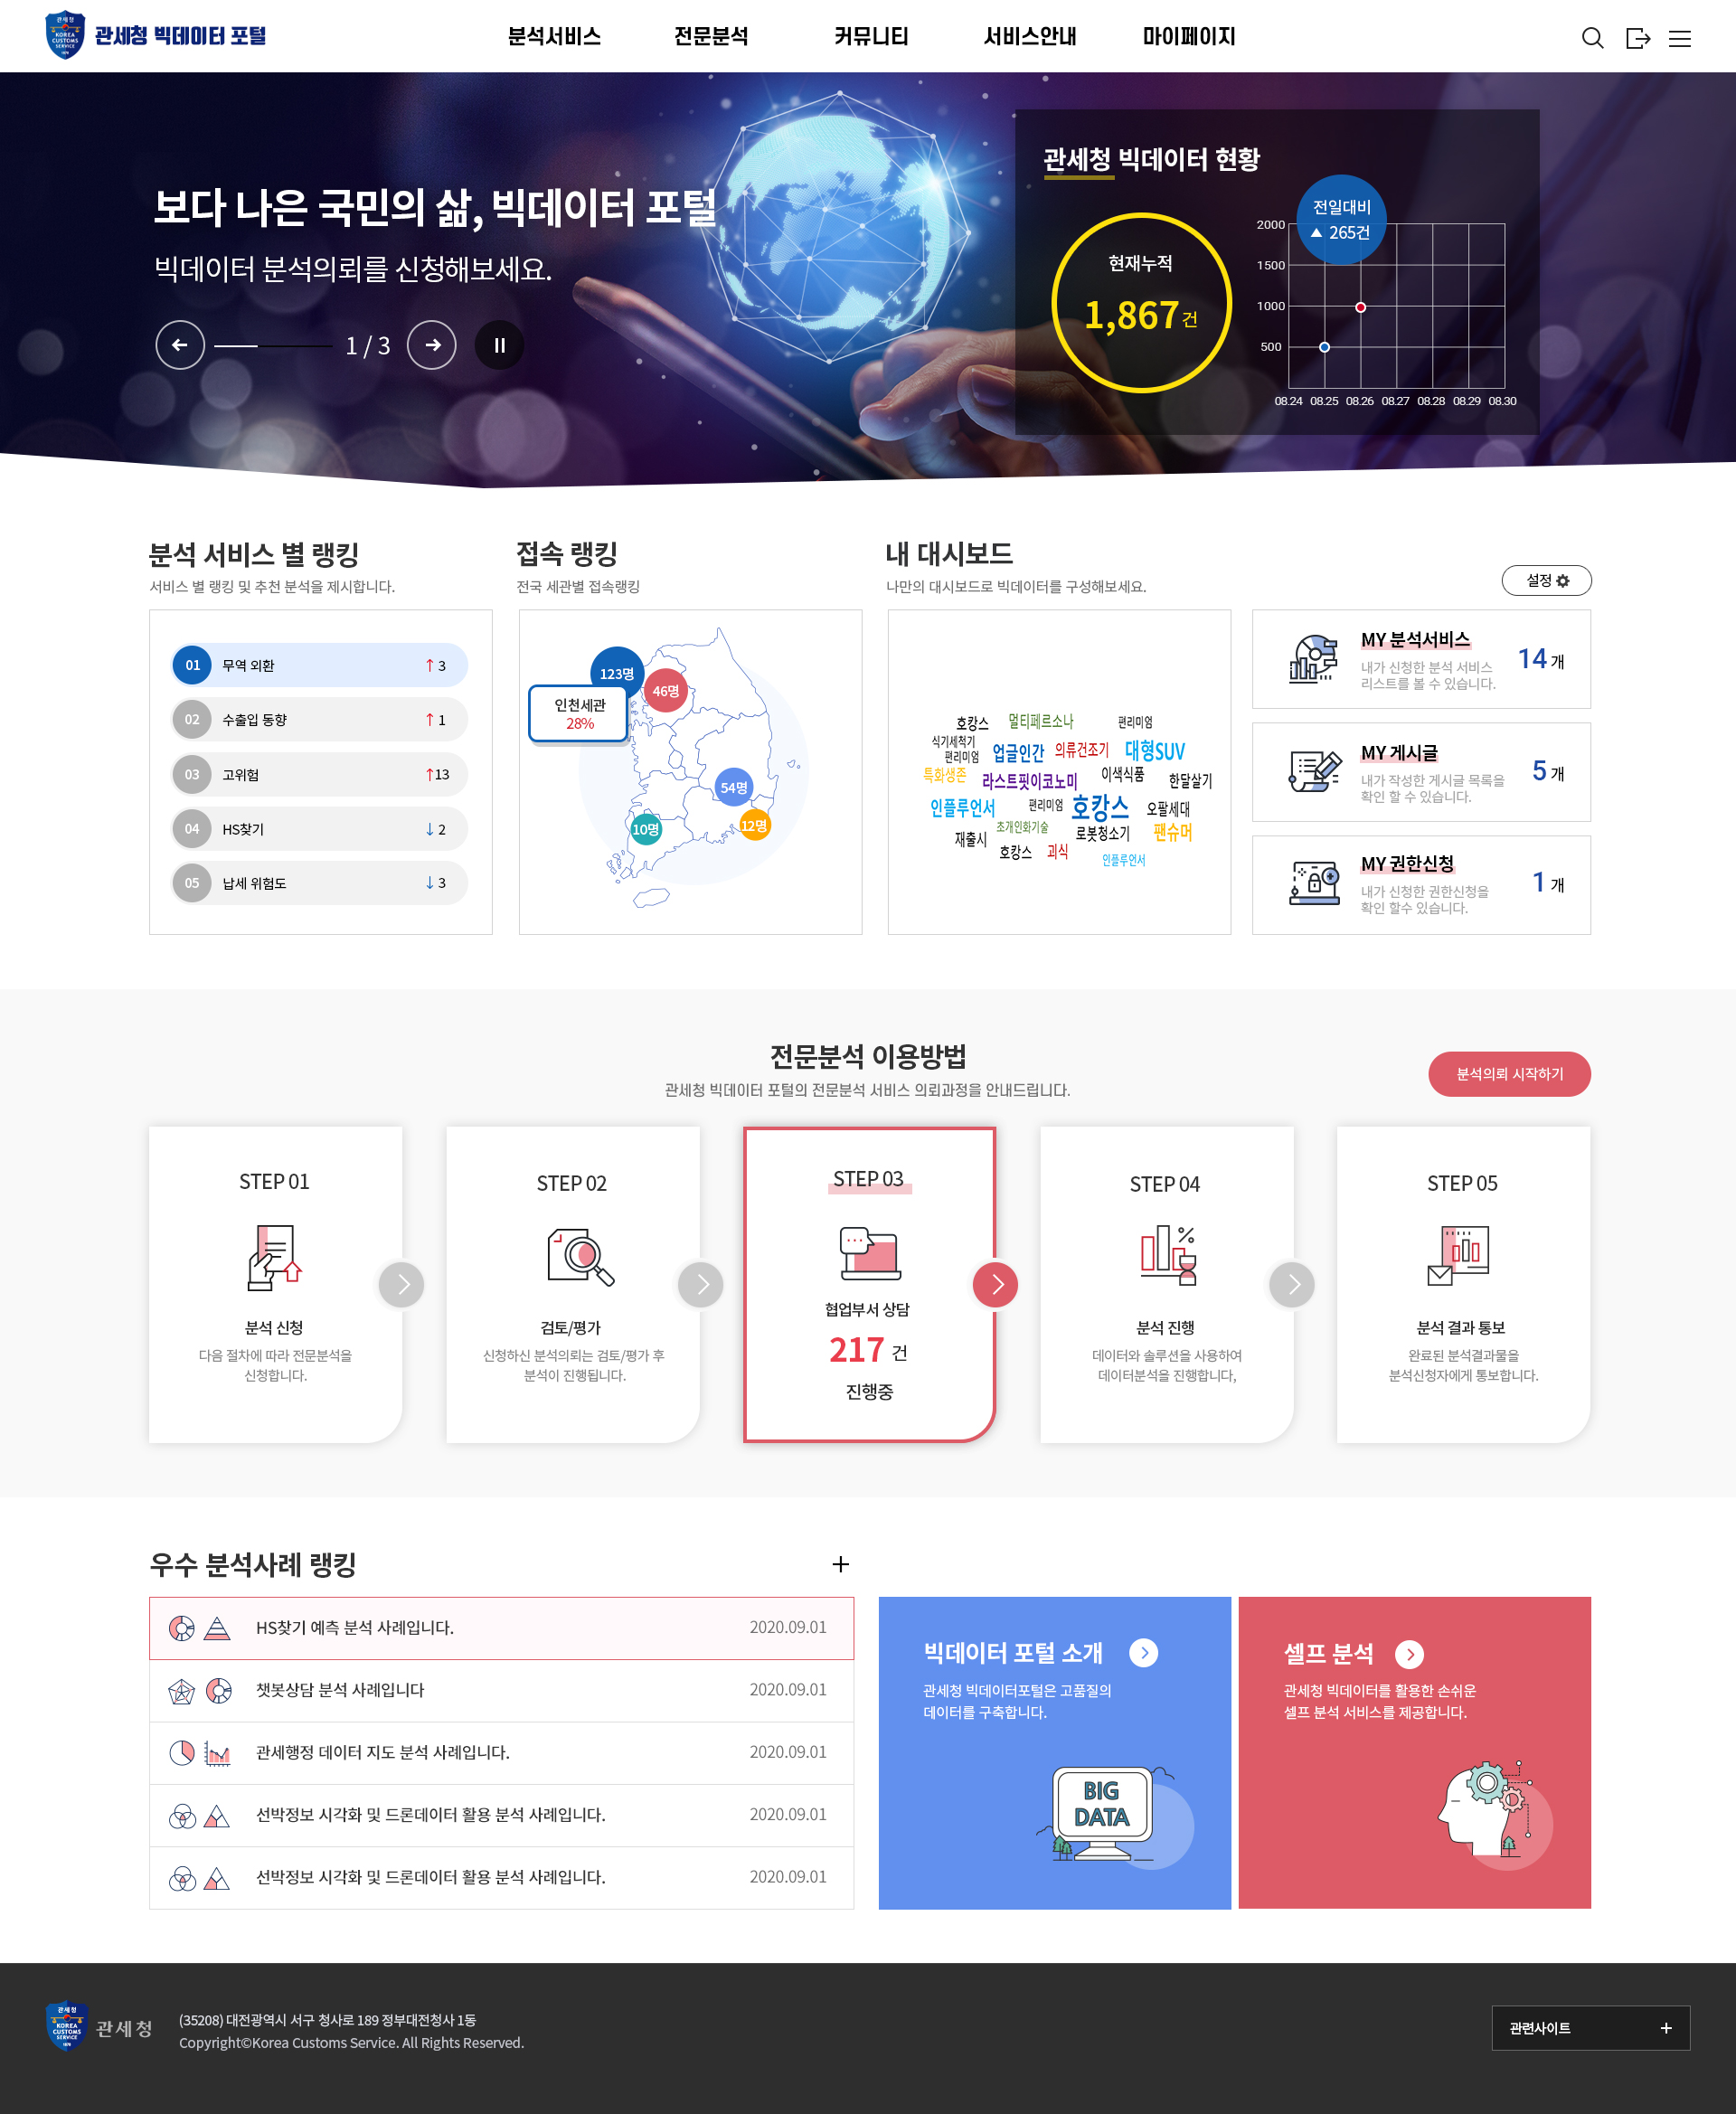 관세청 빅데이터 포털
분석서비스
전문분석
커뮤니티
서비스안내
마이페이지
보다 나은 국민의 삶, 빅데이터 포털
빅데이터 분석의뢰를 신청해보세요.
1 / 3
관세청 빅데이터 현황
현재누적
1,867 건
전일대비
▲ 265건
2000
1500
1000
500
08.24 08.25 08.26 08.27 08.28 08.29 08.30
분석 서비스 별 랭킹
서비스 별 랭킹 및 추천 분석을 제시합니다.
01 무역 외환 ↑ 3
02 수출입 동향 ↑ 1
03 고위험 ↑13
04 HS찾기 ↓ 2
05 납세 위험도 ↓ 3
접속 랭킹
전국 세관별 접속랭킹
123명
46명
인천세관
28%
54명
12명
10명
내 대시보드
나만의 대시보드로 빅데이터를 구성해보세요.
설정
호캉스 멀티페르소나 편리미엄
식기세척기
편리미엄 업글인간 의류건조기 대형SUV
특화생존 라스트핏이코노미 이색식품 한달살기
인플루언서 편리미엄 호캉스 오팔세대
초개인화기술
재출시 로봇청소기 팬슈머
호캉스 괴식 인플루언서
MY 분석서비스
내가 신청한 분석 서비스
리스트를 볼 수 있습니다.
14 개
MY 게시글
내가 작성한 게시글 목록을
확인 할 수 있습니다.
5 개
MY 권한신청
내가 신청한 권한신청을
확인 할수 있습니다.
1 개
전문분석 이용방법
관세청 빅데이터 포털의 전문분석 서비스 의뢰과정을 안내드립니다.
분석의뢰 시작하기
STEP 01
분석 신청
다음 절차에 따라 전문분석을
신청합니다.
STEP 02
검토/평가
신청하신 분석의뢰는 검토/평가 후
분석이 진행됩니다.
STEP 03
협업부서 상담
217 건
진행중
STEP 04
분석 진행
데이터와 솔루션을 사용하여
데이터분석을 진행합니다,
STEP 05
분석 결과 통보
완료된 분석결과물을
분석신청자에게 통보합니다.
우수 분석사례 랭킹
HS찾기 예측 분석 사례입니다. 2020.09.01
챗봇상담 분석 사례입니다 2020.09.01
관세행정 데이터 지도 분석 사례입니다. 2020.09.01
선박정보 시각화 및 드론데이터 활용 분석 사례입니다. 2020.09.01
선박정보 시각화 및 드론데이터 활용 분석 사례입니다. 2020.09.01
빅데이터 포털 소개
관세청 빅데이터포털은 고품질의
데이터를 구축합니다.
BIG
DATA
셀프 분석
관세청 빅데이터를 활용한 손쉬운
셀프 분석 서비스를 제공합니다.
관세청
KOREA
CUSTOMS
SERVICE
관세청
(35208) 대전광역시 서구 청사로 189 정부대전청사 1동
Copyright©Korea Customs Service. All Rights Reserved.
관련사이트